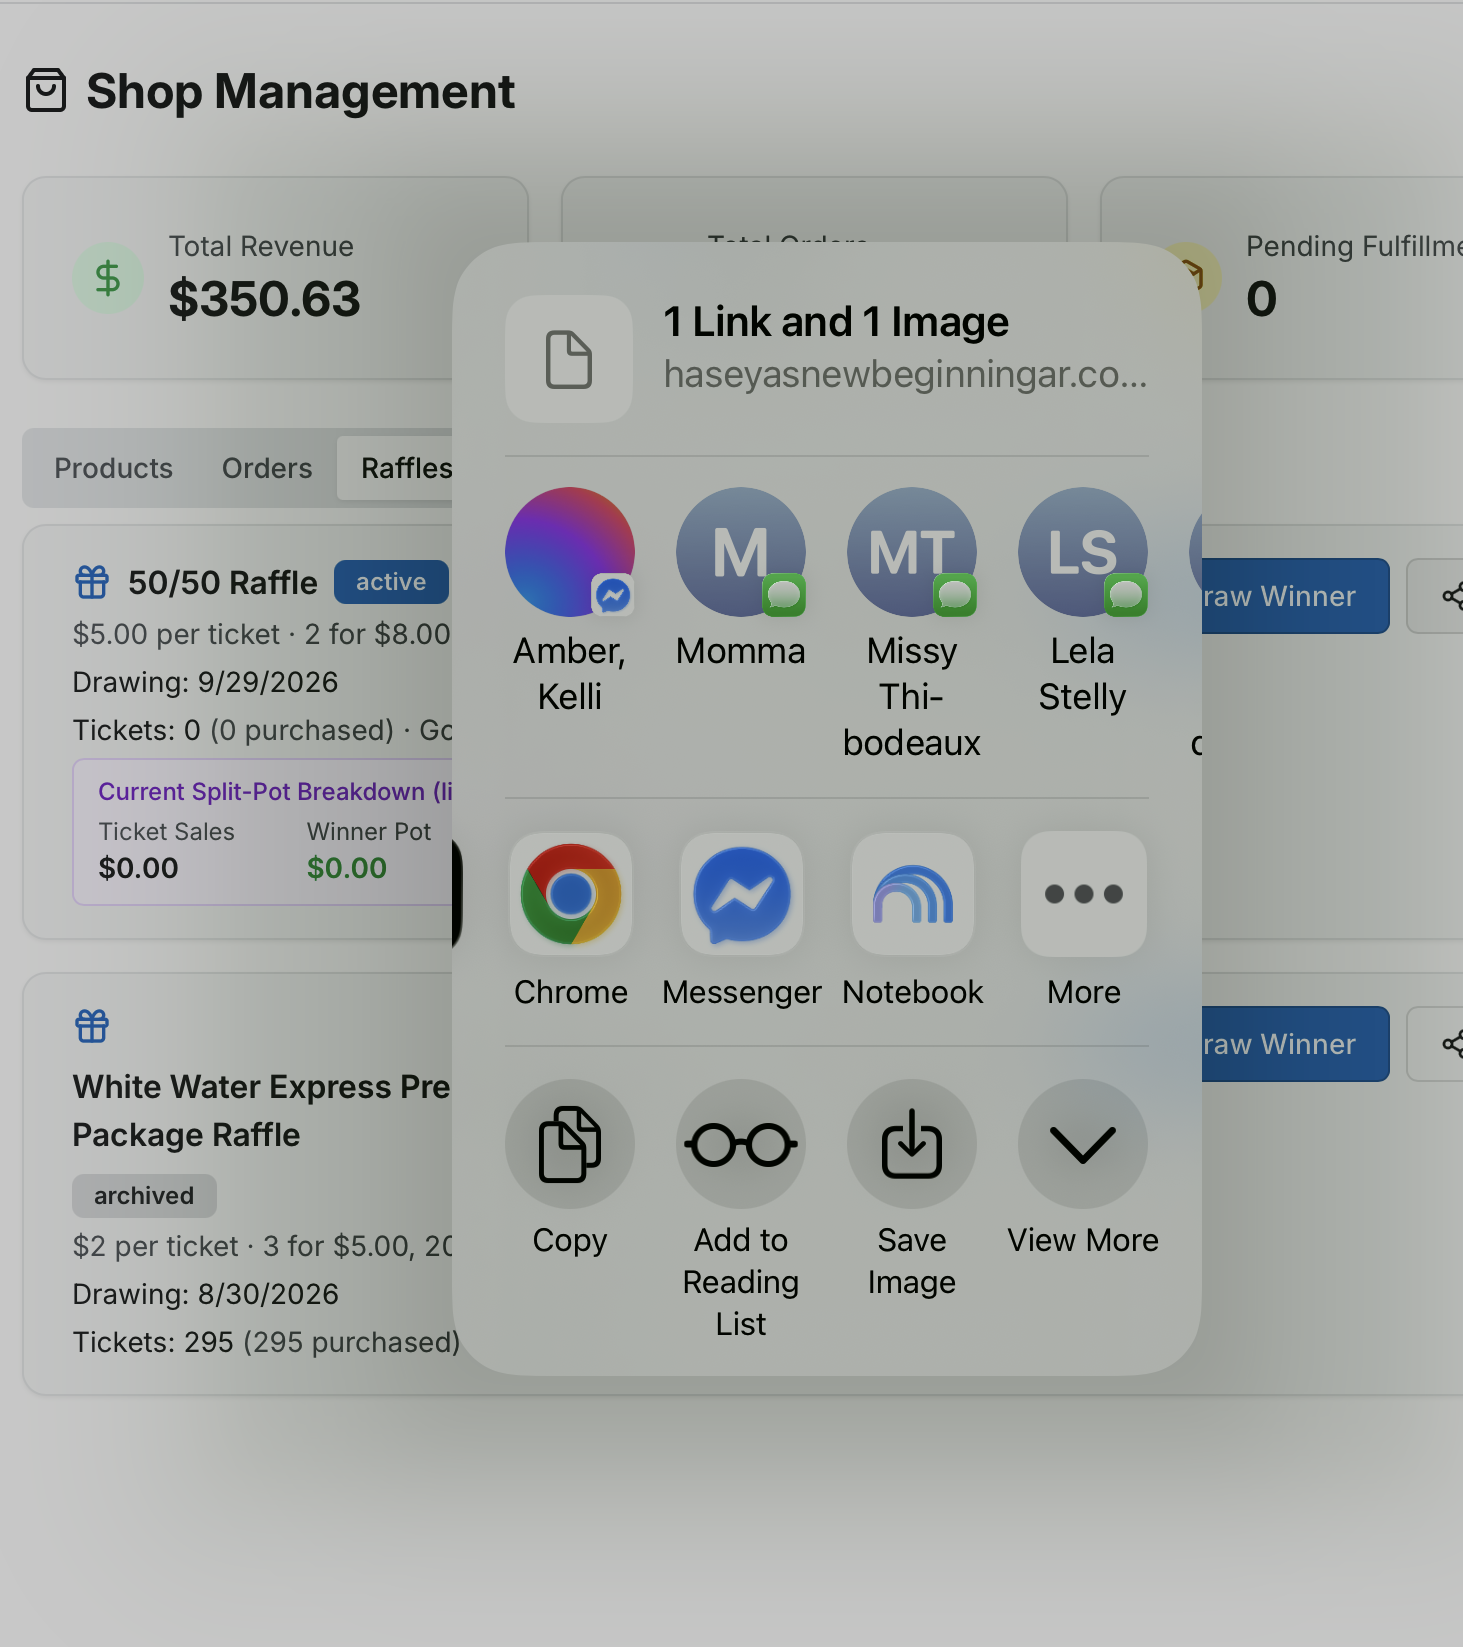 Shop Management
Total Revenue
$350.63
Total Orders
Pending Fulfillme
0
1 Link and 1 Image
haseyasnewbeginningar.co...
Products
Orders
Raffles
50/50 Raffle
active
raw Winner
$5.00 per ticket · 2 for $8.00
Drawing: 9/29/2026
Tickets: 0 (0 purchased) · Go
Current Split-Pot Breakdown (li
Ticket Sales
Winner Pot
$0.00
$0.00
M
MT
LS
Amber,
Kelli
Momma
Missy
Thi-
bodeaux
Lela
Stelly
Chrome
Messenger
Notebook
More
White Water Express Pre
Package Raffle
archived
raw Winner
$2 per ticket · 3 for $5.00, 20
Drawing: 8/30/2026
Tickets: 295 (295 purchased)
Copy
Add to
Reading
List
Save
Image
View More